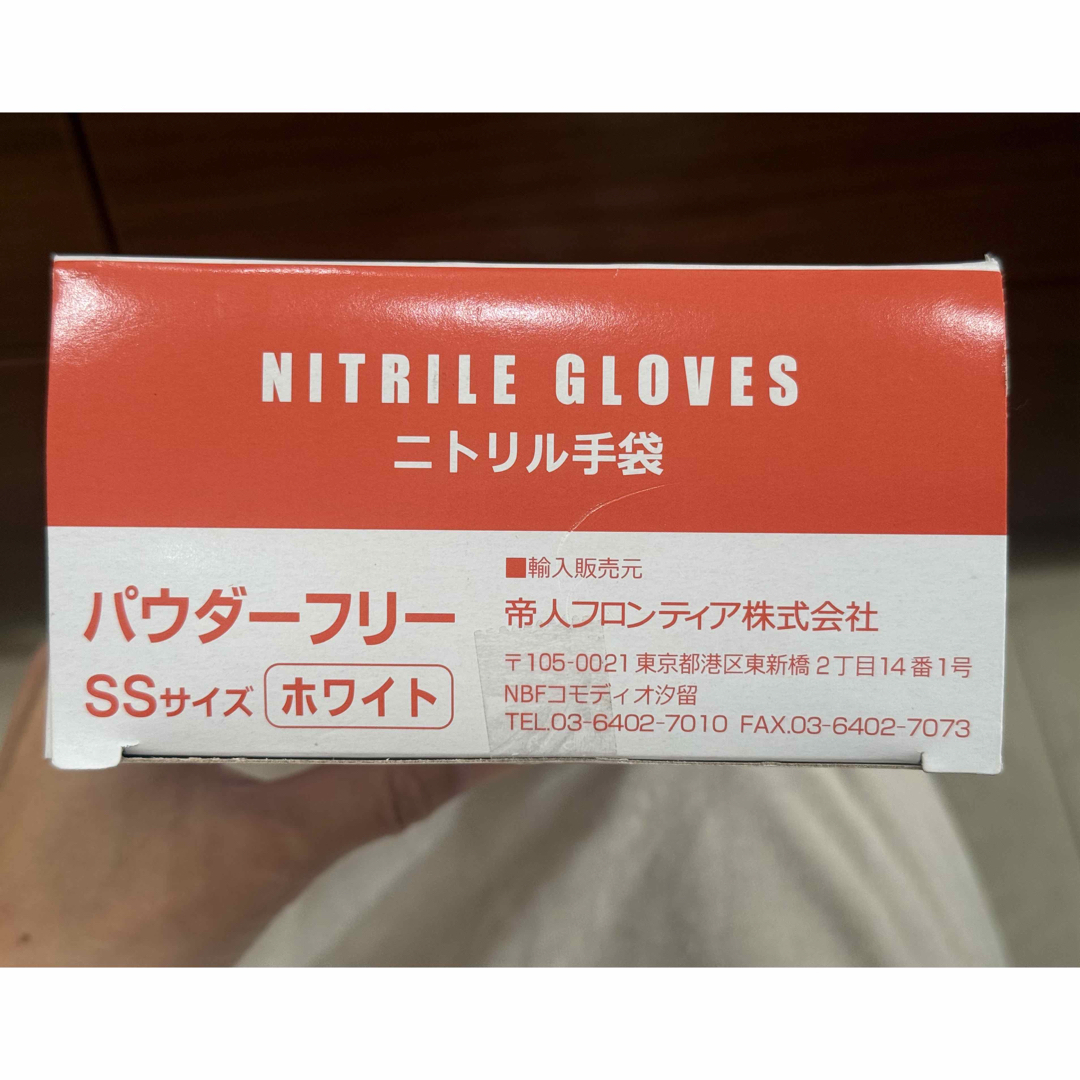 NITRILE GLOVES
ニトリル手袋
パウダーフリー
SSサイズ ホワイト
■輸入販売元
帝人フロンティア株式会社
〒105-0021 東京都港区東新橋2丁目14番1号
NBFコモディオ汐留
TEL.03-6402-7010 FAX.03-6402-7073